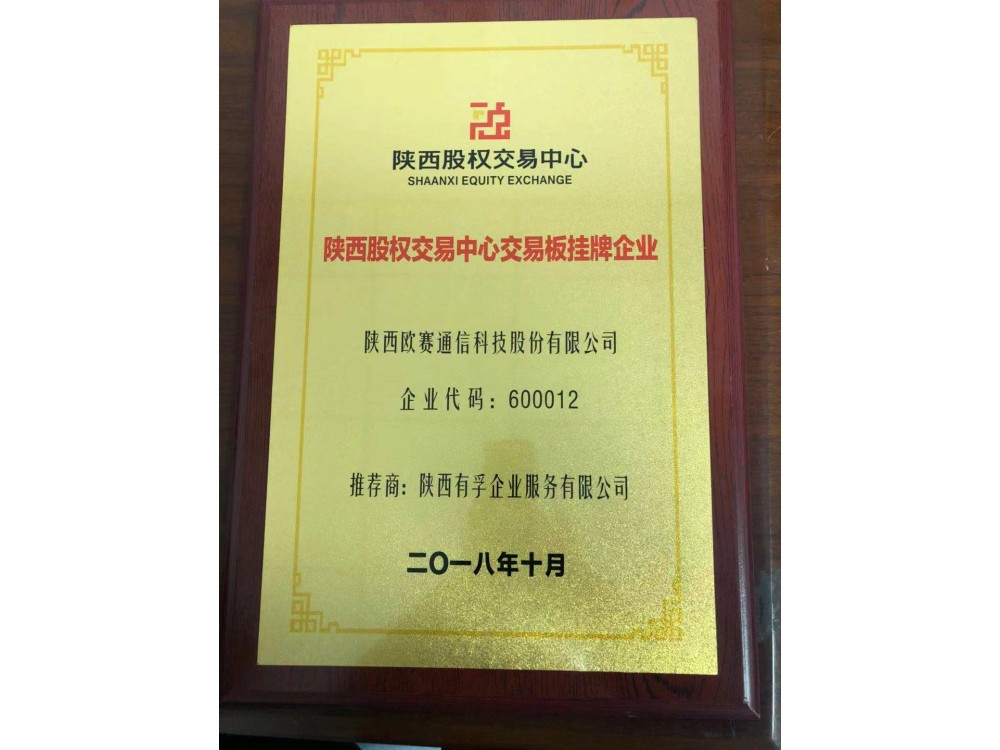 陕西股权交易中心
SHAANXI EQUITY EXCHANGE
陕西股权交易中心交易板挂牌企业
陕西欧赛通信科技股份有限公司
企业代码：600012
推荐商：陕西有孚企业服务有限公司
二〇一八年十月